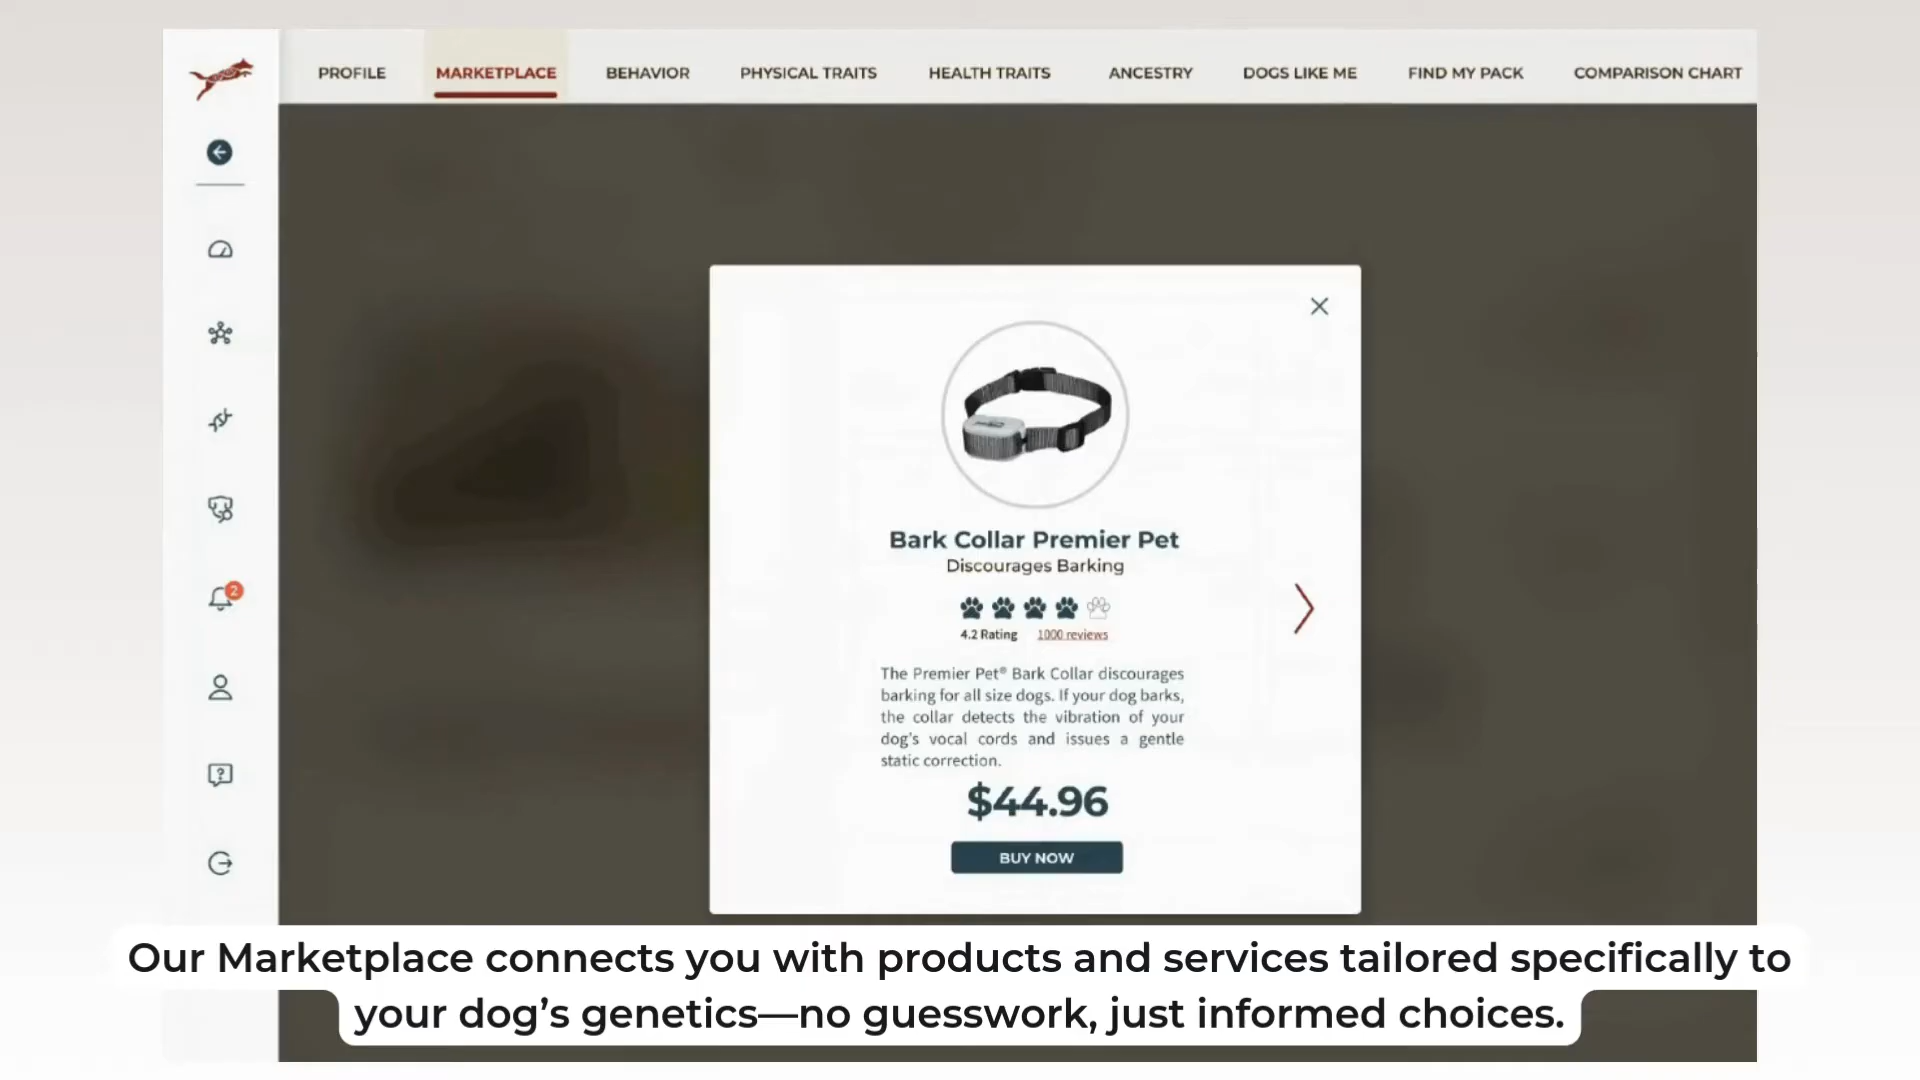 PROFILE MARKETPLACE BEHAVIOR PHYSICAL TRAITS HEALTH TRAITS ANCESTRY DOGS LIKE ME FIND MY PACK COMPARISON CHART
2
Bark Collar Premier Pet
Discourages Barking
4.2 Rating 1000 reviews
The Premier Pet® Bark Collar discourages
barking for all size dogs. If your dog barks,
the collar detects the vibration of your
dog's vocal cords and issues a gentle
static correction.
$44.96
BUY NOW
Our Marketplace connects you with products and services tailored specifically to
your dog’s genetics—no guesswork, just informed choices.